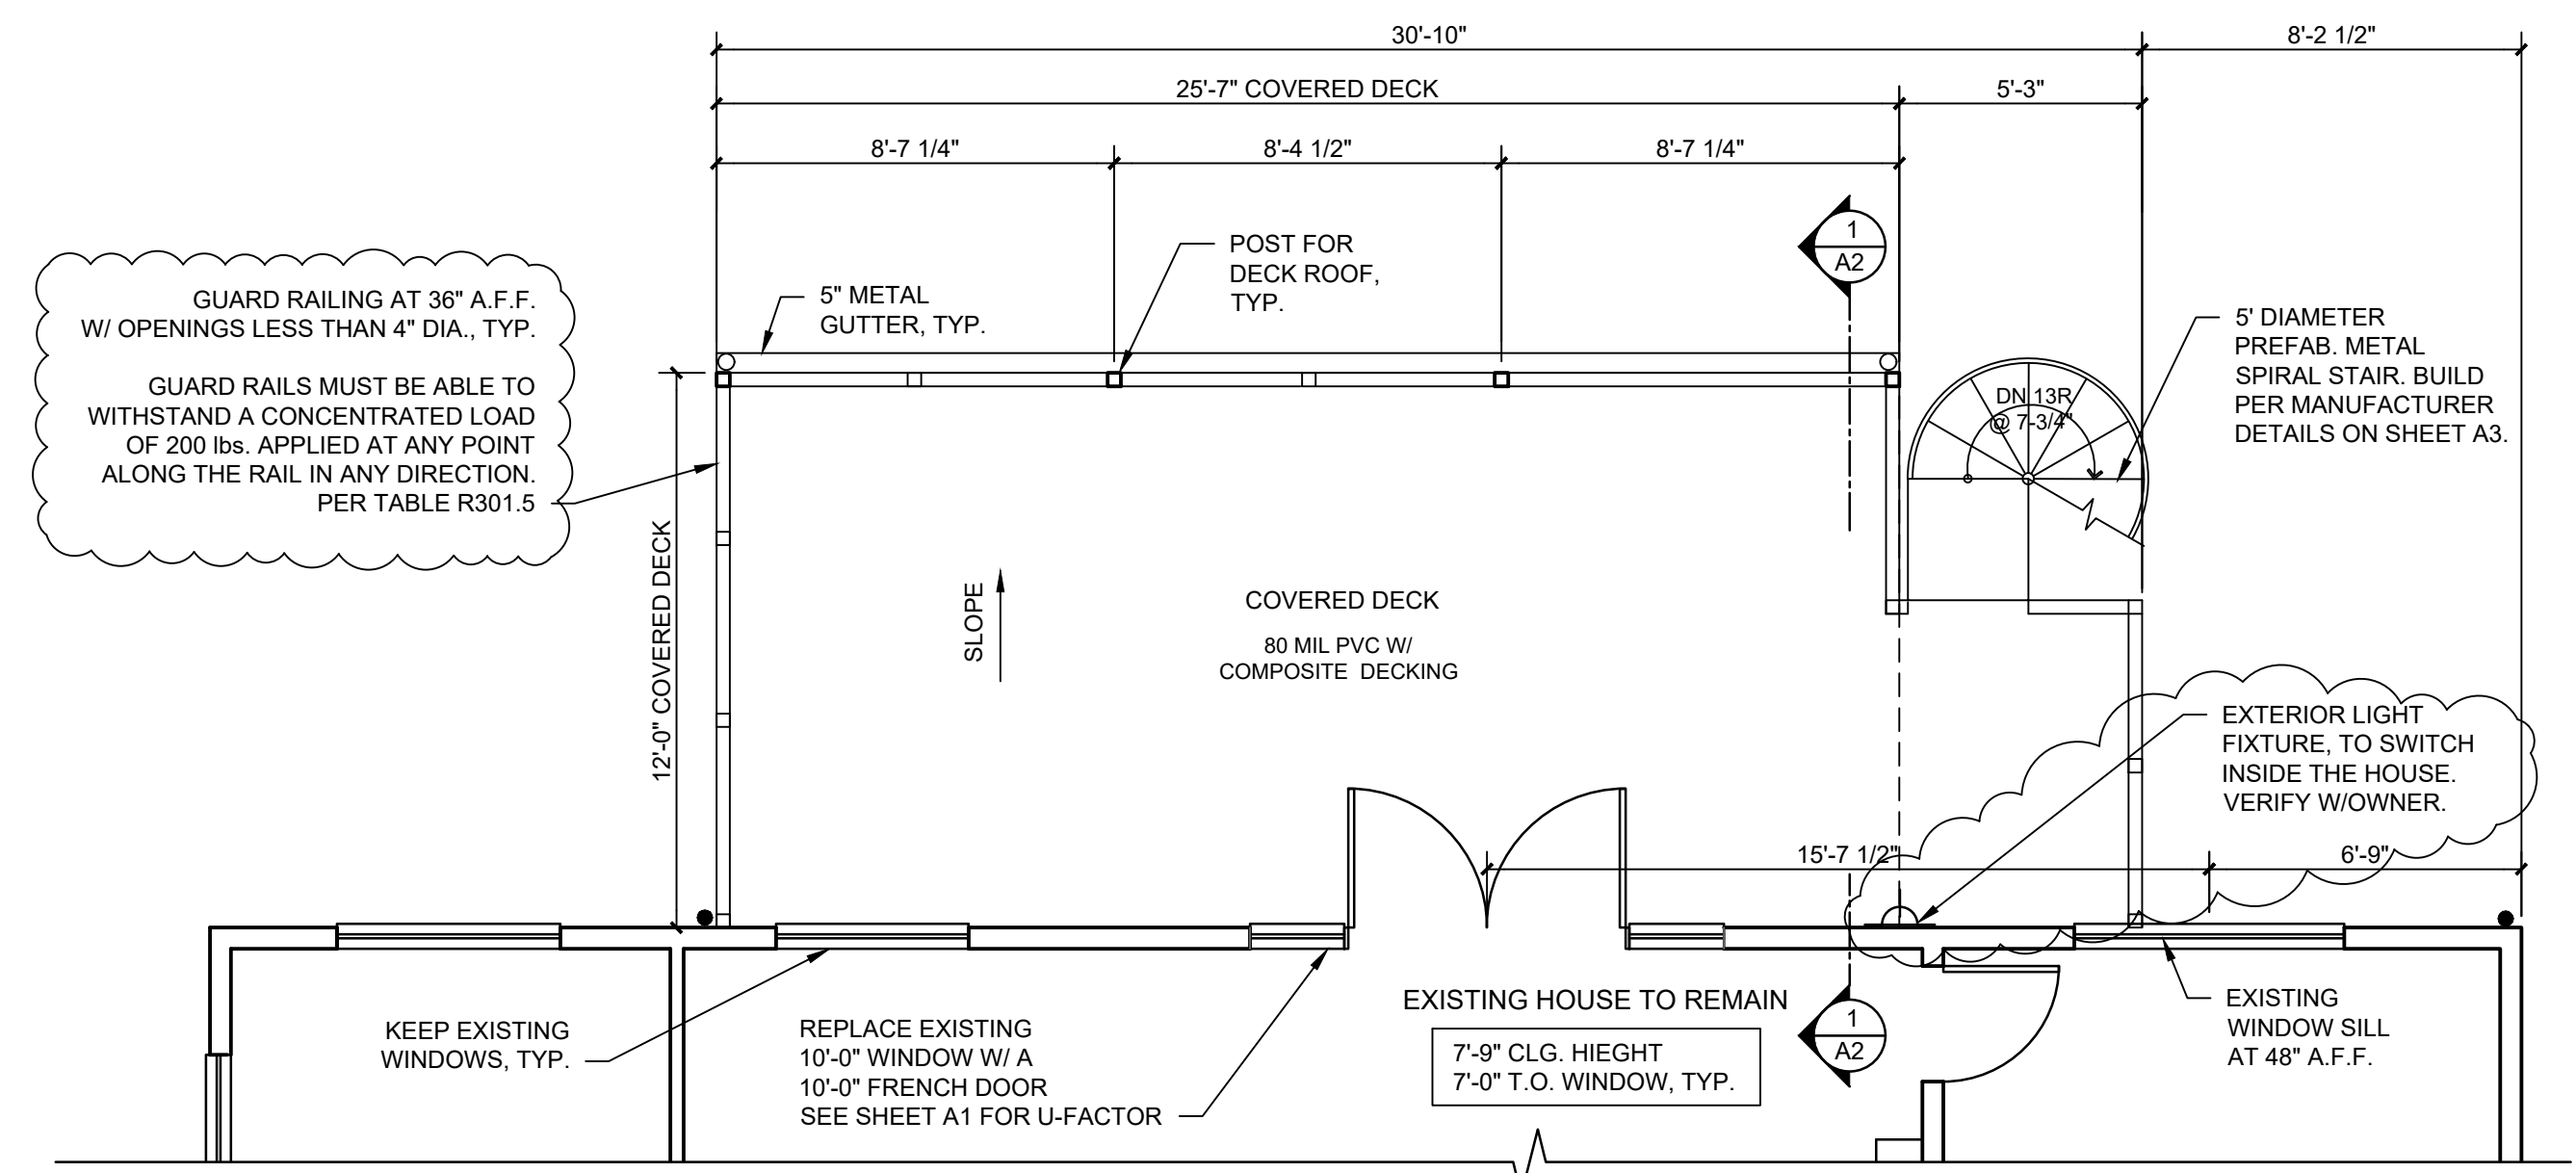 30'-10"
8'-2 1/2"
25'-7" COVERED DECK
5'-3"
8'-7 1/4"
8'-4 1/2"
8'-7 1/4"
GUARD RAILING AT 36" A.F.F.
W/ OPENINGS LESS THAN 4" DIA., TYP.
GUARD RAILS MUST BE ABLE TO
WITHSTAND A CONCENTRATED LOAD
OF 200 lbs. APPLIED AT ANY POINT
ALONG THE RAIL IN ANY DIRECTION.
PER TABLE R301.5
5" METAL
GUTTER, TYP.
POST FOR
DECK ROOF,
TYP.
1
A2
5' DIAMETER
PREFAB. METAL
SPIRAL STAIR. BUILD
PER MANUFACTURER
DETAILS ON SHEET A3.
DN 13R
@ 7-3/4"
12'-0" COVERED DECK
SLOPE
COVERED DECK
80 MIL PVC W/
COMPOSITE DECKING
EXTERIOR LIGHT
FIXTURE, TO SWITCH
INSIDE THE HOUSE.
VERIFY W/OWNER.
15'-7 1/2"
6'-9"
KEEP EXISTING
WINDOWS, TYP.
REPLACE EXISTING
10'-0" WINDOW W/ A
10'-0" FRENCH DOOR
SEE SHEET A1 FOR U-FACTOR
EXISTING HOUSE TO REMAIN
7'-9" CLG. HIEGHT
7'-0" T.O. WINDOW, TYP.
1
A2
EXISTING
WINDOW SILL
AT 48" A.F.F.